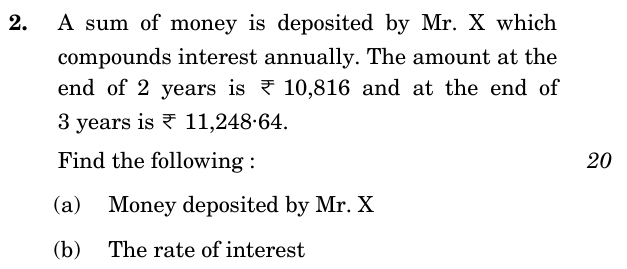 2. A sum of money is deposited by Mr. X which
compounds interest annually. The amount at the
end of 2 years is ₹ 10,816 and at the end of
3 years is ₹ 11,248·64.
Find the following : 20
(a) Money deposited by Mr. X
(b) The rate of interest